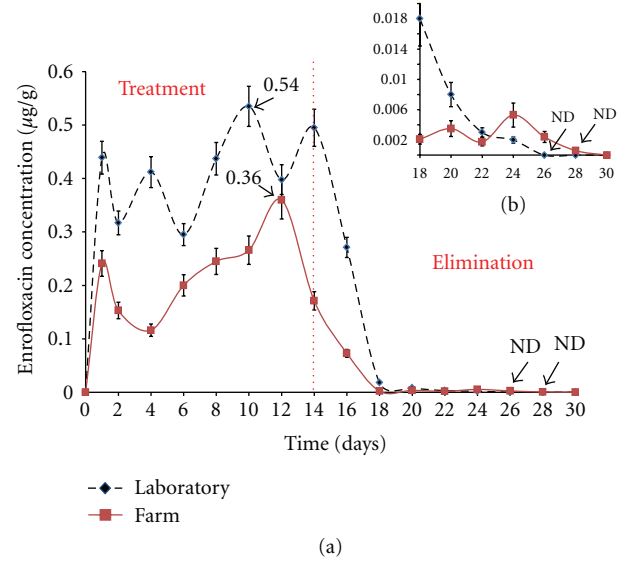 0.6
0.5
0.4
0.3
0.2
0.1
0
Enrofloxacin concentration (μg/g)
Treatment
0.54
0.36
Elimination
ND
ND
0 2 4 6 8 10 12 14 16 18 20 22 24 26 28 30
Time (days)
0.018
0.014
0.01
0.006
0.002
ND
ND
18 20 22 24 26 28 30
(b)
Laboratory
Farm
(a)